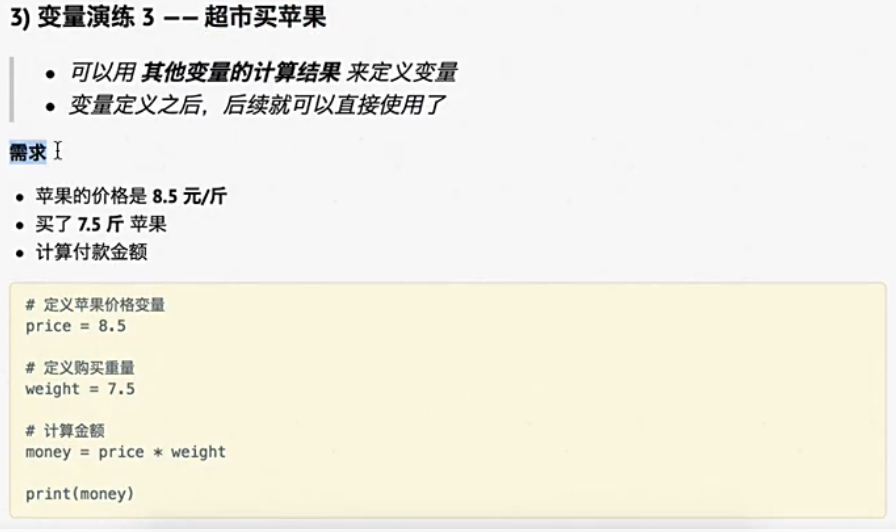 3) 变量演练 3 —— 超市买苹果
• 可以用 其他变量的计算结果 来定义变量
• 变量定义之后，后续就可以直接使用了
需求
• 苹果的价格是 8.5 元/斤
• 买了 7.5 斤 苹果
• 计算付款金额
# 定义苹果价格变量
price = 8.5
# 定义购买重量
weight = 7.5
# 计算金额
money = price * weight
print(money)